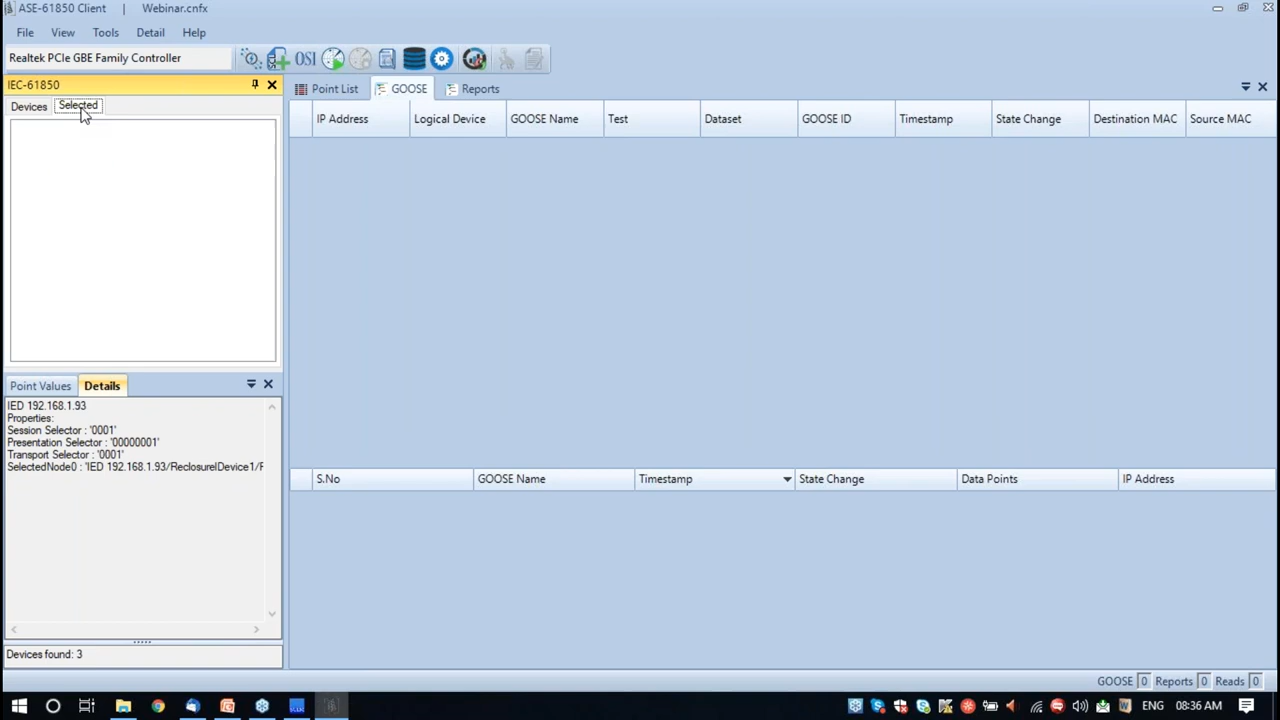 ASE-61850 Client | Webinar.cnfx
File View Tools Detail Help
Realtek PCIe GBE Family Controller
OSI
IEC-61850
Devices Selected
Point List GOOSE Reports
IP Address Logical Device GOOSE Name Test Dataset GOOSE ID Timestamp State Change Destination MAC Source MAC
Point Values Details
IED 192.168.1.93
Properties:
Session Selector : '0001'
Presentation Selector : '00000001'
Transport Selector : '0001'
SelectedNode0 : 'IED 192.168.1.93/ReclosurelDevice1/F
S.No GOOSE Name Timestamp State Change Data Points IP Address
Devices found: 3
GOOSE 0 Reports 0 Reads 0
ENG 08:36 AM